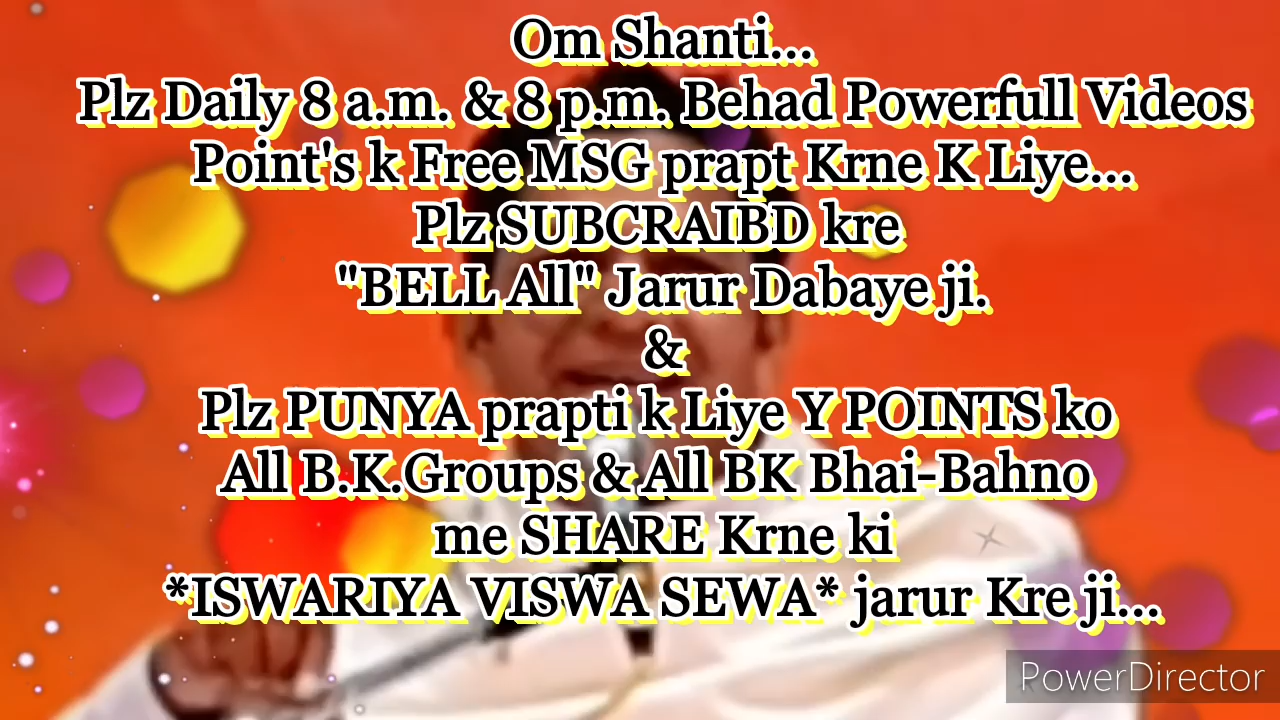 Om Shanti...
Plz Daily 8 a.m. & 8 p.m. Behad Powerfull Videos
Point's k Free MSG prapt Krne K Liye...
Plz SUBCRAIBD kre
"BELL All" Jarur Dabaye ji.
&
Plz PUNYA prapti k Liye Y POINTS ko
All B.K.Groups & All BK Bhai-Bahno
me SHARE Krne ki
*ISWARIYA VISWA SEWA* jarur Kre ji...
PowerDirector